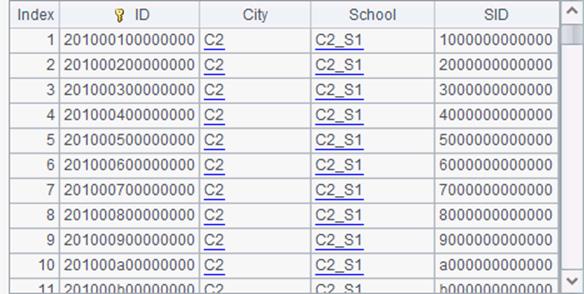 Index ID City School SID
1 201000100000000 C2 C2_S1 1000000000000
2 201000200000000 C2 C2_S1 2000000000000
3 201000300000000 C2 C2_S1 3000000000000
4 201000400000000 C2 C2_S1 4000000000000
5 201000500000000 C2 C2_S1 5000000000000
6 201000600000000 C2 C2_S1 6000000000000
7 201000700000000 C2 C2_S1 7000000000000
8 201000800000000 C2 C2_S1 8000000000000
9 201000900000000 C2 C2_S1 9000000000000
10 201000a00000000 C2 C2_S1 a000000000000
11 201000b00000000 C2 C2_S1 b000000000000